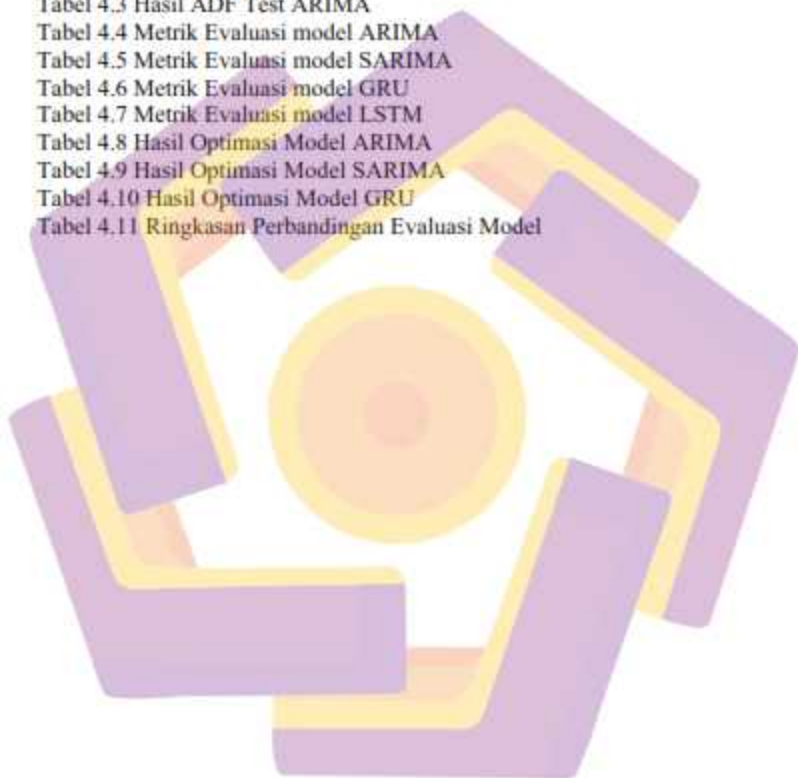 Tabel 4.3 Hasil ADF Test ARIMA
Tabel 4.4 Metrik Evaluasi model ARIMA
Tabel 4.5 Metrik Evaluasi model SARIMA
Tabel 4.6 Metrik Evaluasi model GRU
Tabel 4.7 Metrik Evaluasi model LSTM
Tabel 4.8 Hasil Optimasi Model ARIMA
Tabel 4.9 Hasil Optimasi Model SARIMA
Tabel 4.10 Hasil Optimasi Model GRU
Tabel 4.11 Ringkasan Perbandingan Evaluasi Model